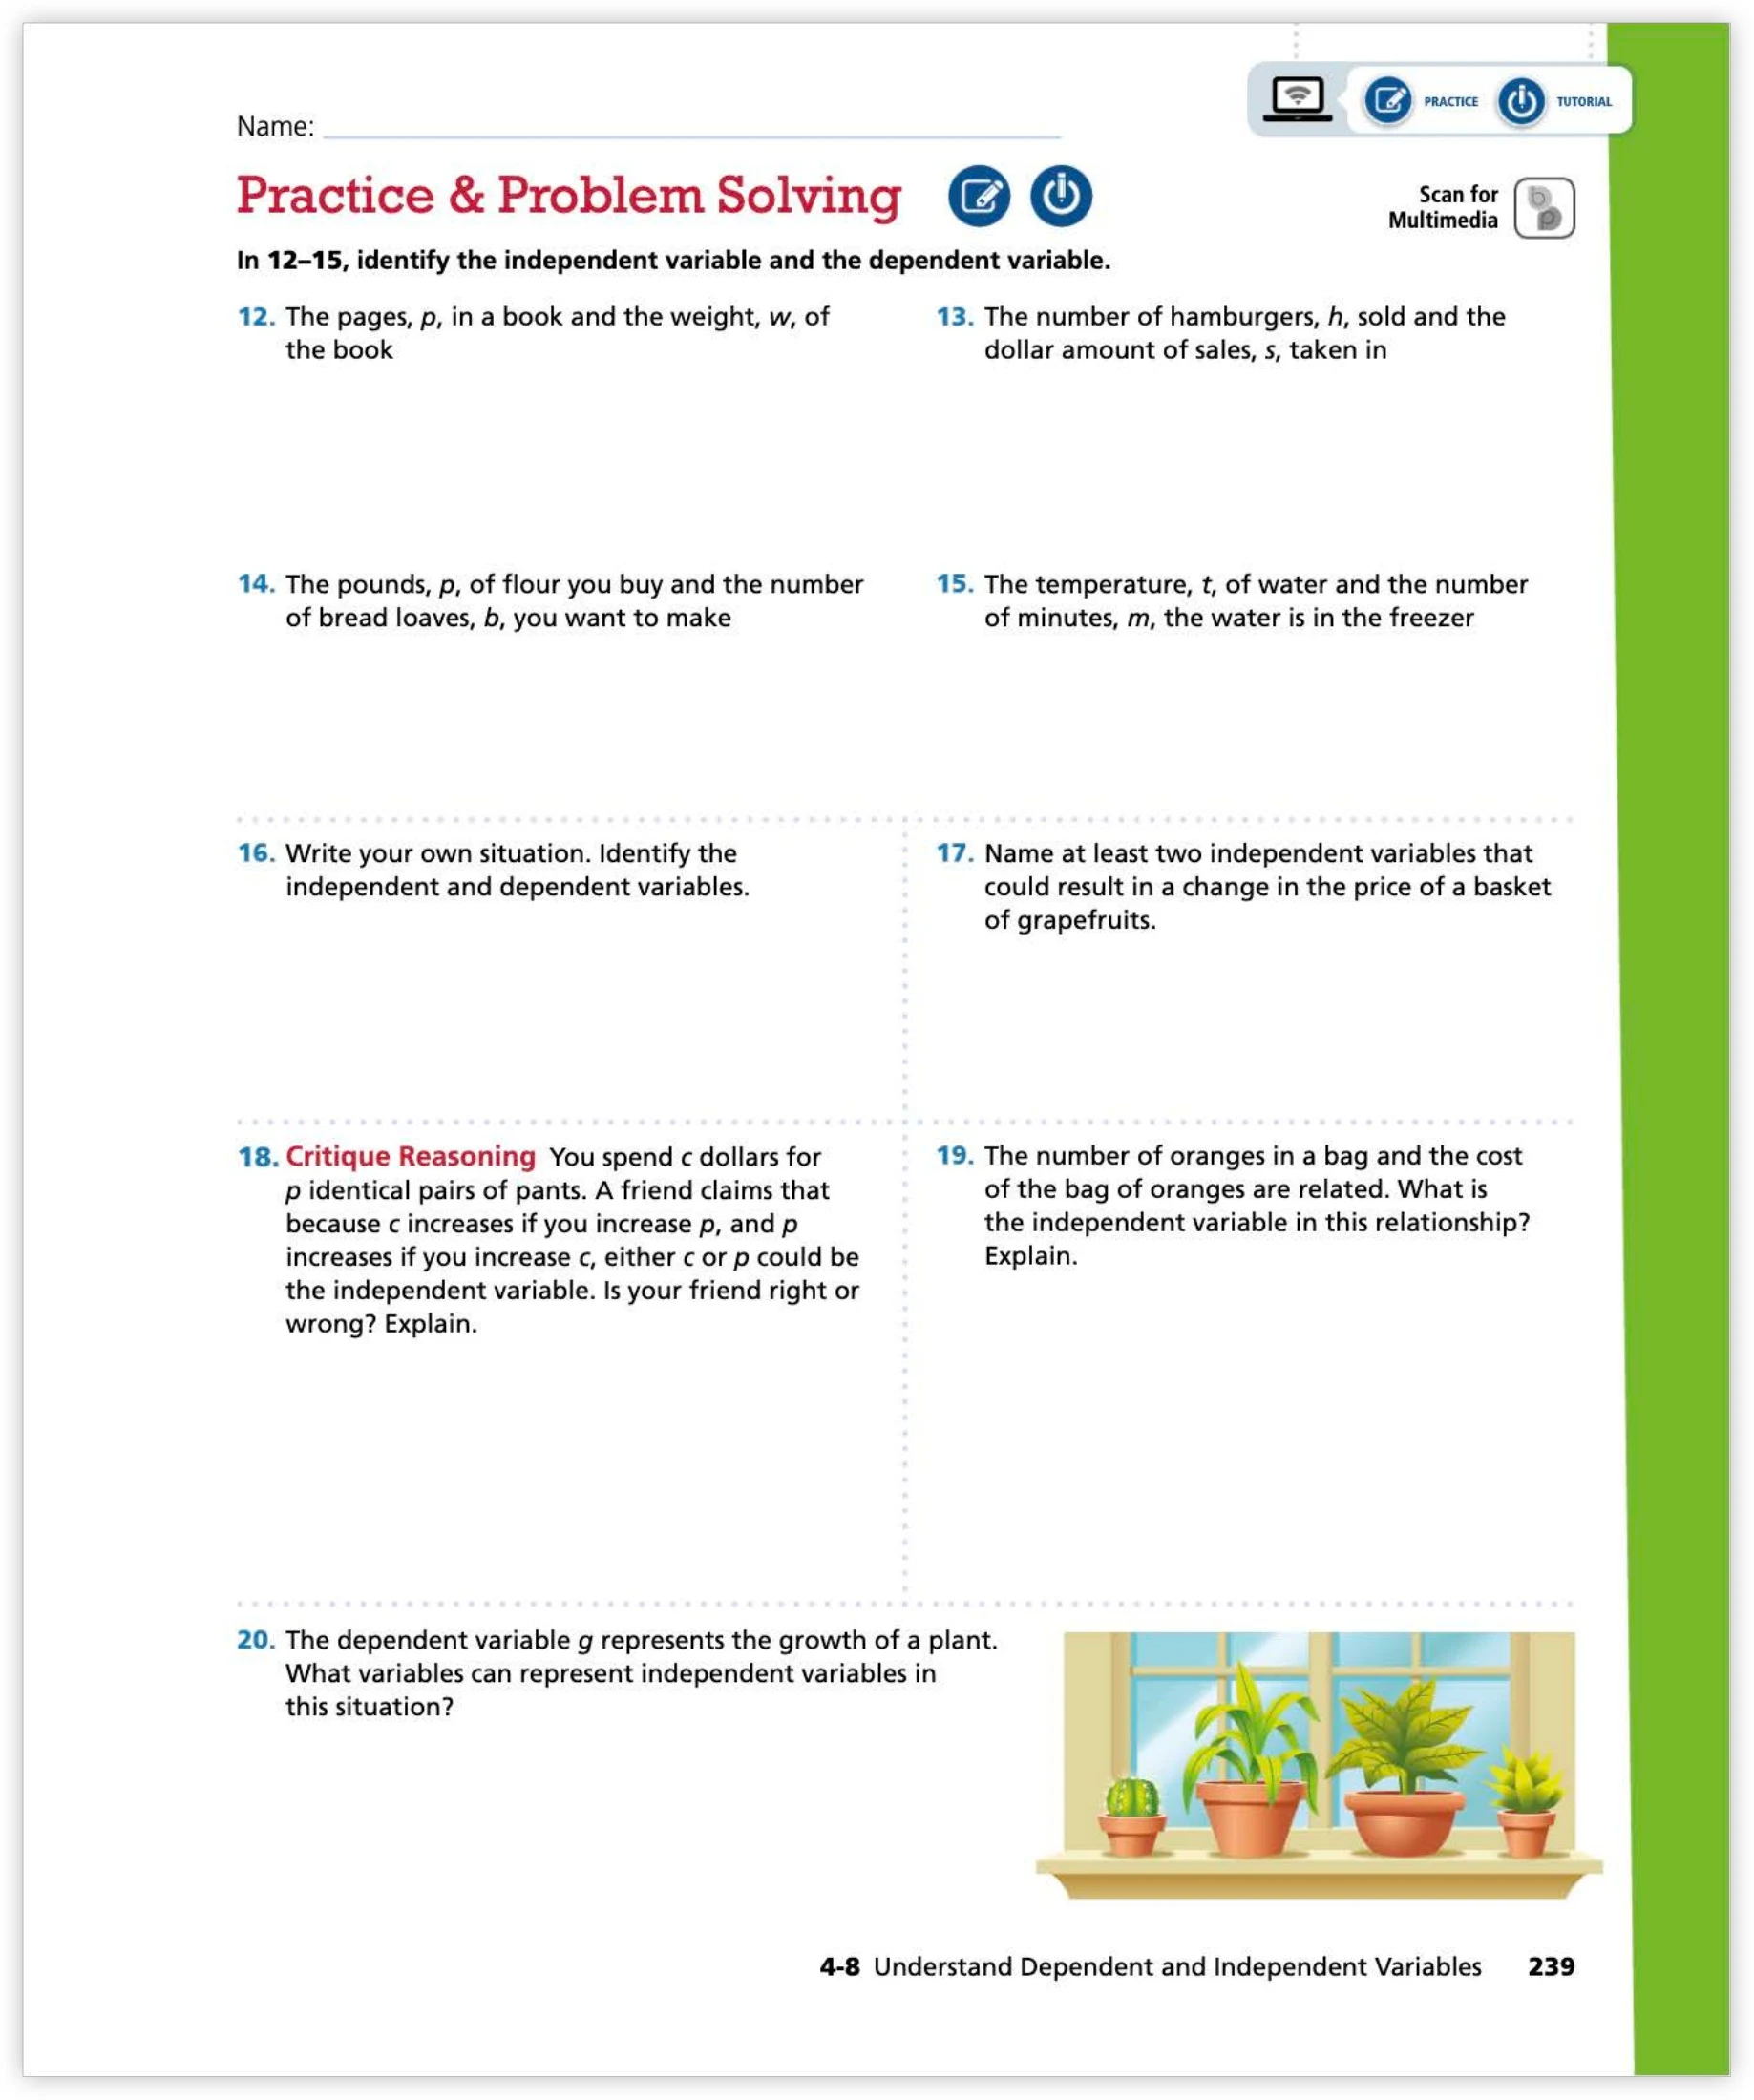 PRACTICE
TUTORIAL
Name:
Practice & Problem Solving
Scan for
Multimedia
In 12–15, identify the independent variable and the dependent variable.
12. The pages, p, in a book and the weight, w, of
the book
13. The number of hamburgers, h, sold and the
dollar amount of sales, s, taken in
14. The pounds, p, of flour you buy and the number
of bread loaves, b, you want to make
15. The temperature, t, of water and the number
of minutes, m, the water is in the freezer
16. Write your own situation. Identify the
independent and dependent variables.
17. Name at least two independent variables that
could result in a change in the price of a basket
of grapefruits.
18. Critique Reasoning You spend c dollars for
p identical pairs of pants. A friend claims that
because c increases if you increase p, and p
increases if you increase c, either c or p could be
the independent variable. Is your friend right or
wrong? Explain.
19. The number of oranges in a bag and the cost
of the bag of oranges are related. What is
the independent variable in this relationship?
Explain.
20. The dependent variable g represents the growth of a plant.
What variables can represent independent variables in
this situation?
4-8 Understand Dependent and Independent Variables 239